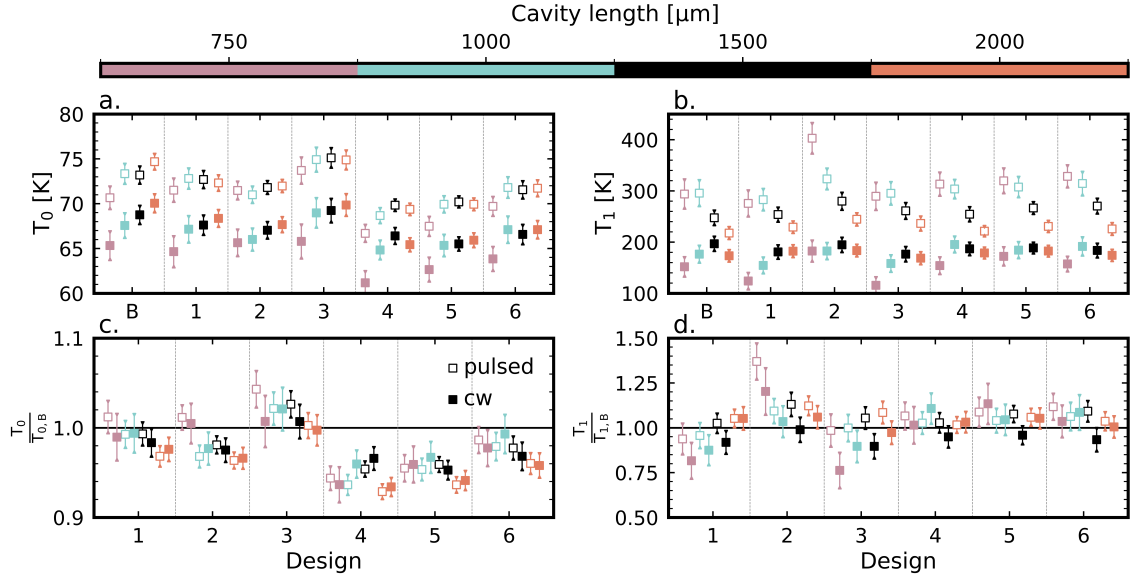 Cavity length [μm]
750 1000 1500 2000
a. b.
T₀ [K]
80
75
70
65
60
B 1 2 3 4 5 6
T₁ [K]
400
300
200
100
B 1 2 3 4 5 6
c. d.
T₀
T₀,B
1.1
1.0
0.9
pulsed
cw
1 2 3 4 5 6
Design
T₁
T₁,B
1.50
1.25
1.00
0.75
0.50
1 2 3 4 5 6
Design